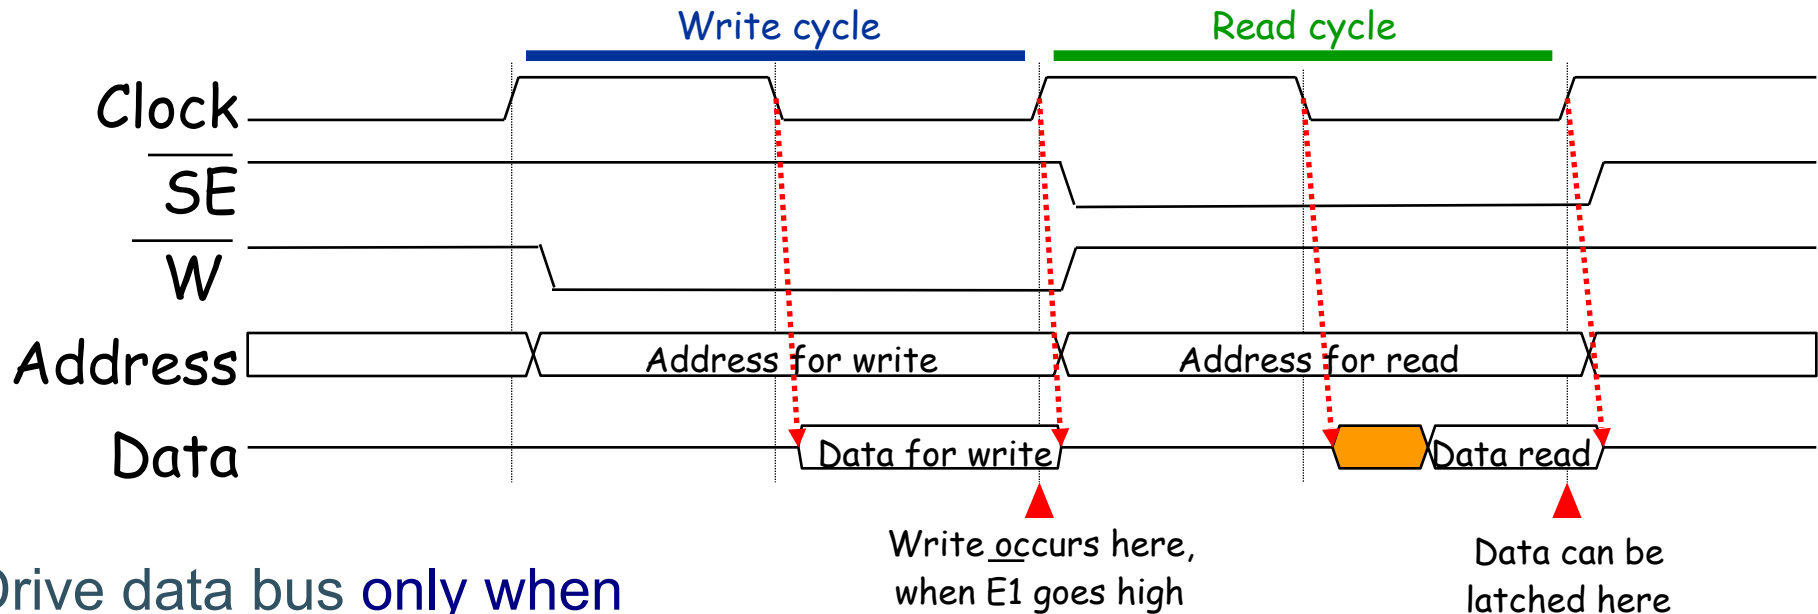 Write cycle
Read cycle
Clock
SE
W
Address
Address for write
Address for read
Data
Data for write
Data read
Write occurs here,
when E1 goes high
Data can be
latched here
Drive data bus only when